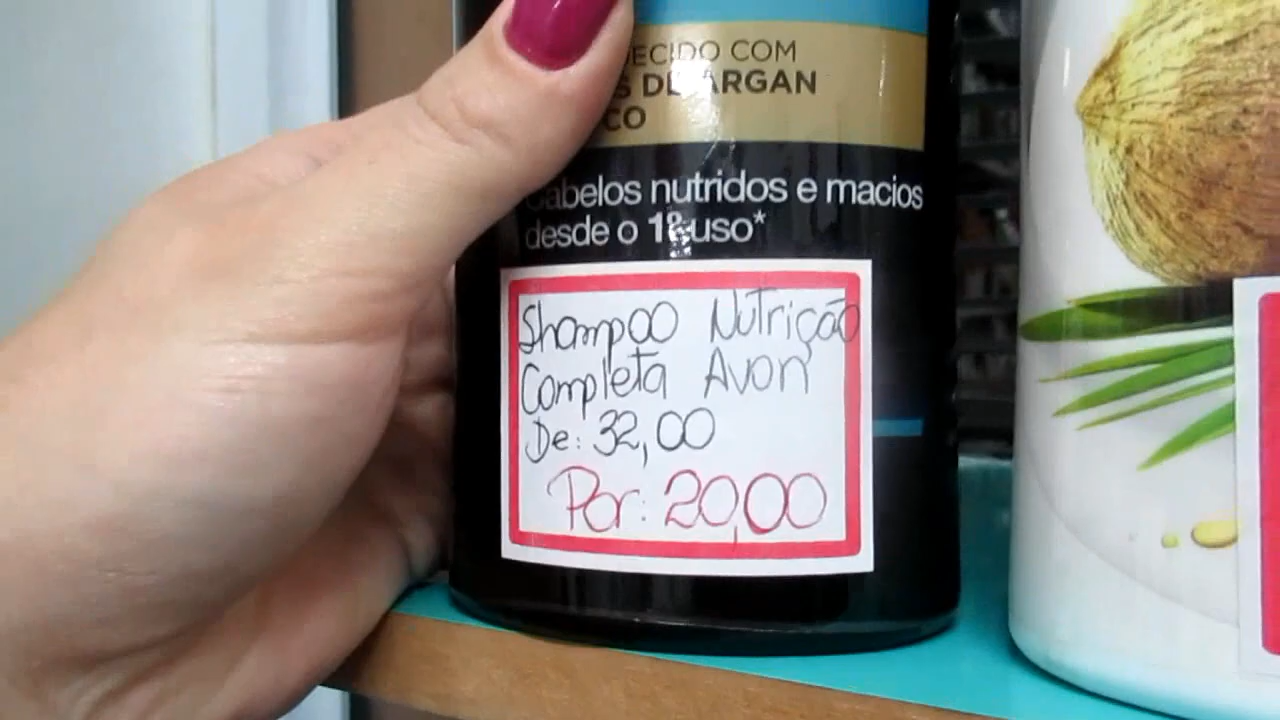 ECIDO COM
DE ARGAN
CO
Cabelos nutridos e macios
desde o 1º uso*
Shampoo Nutrição
Completa Avon
De: 32,00
Por: 20,00